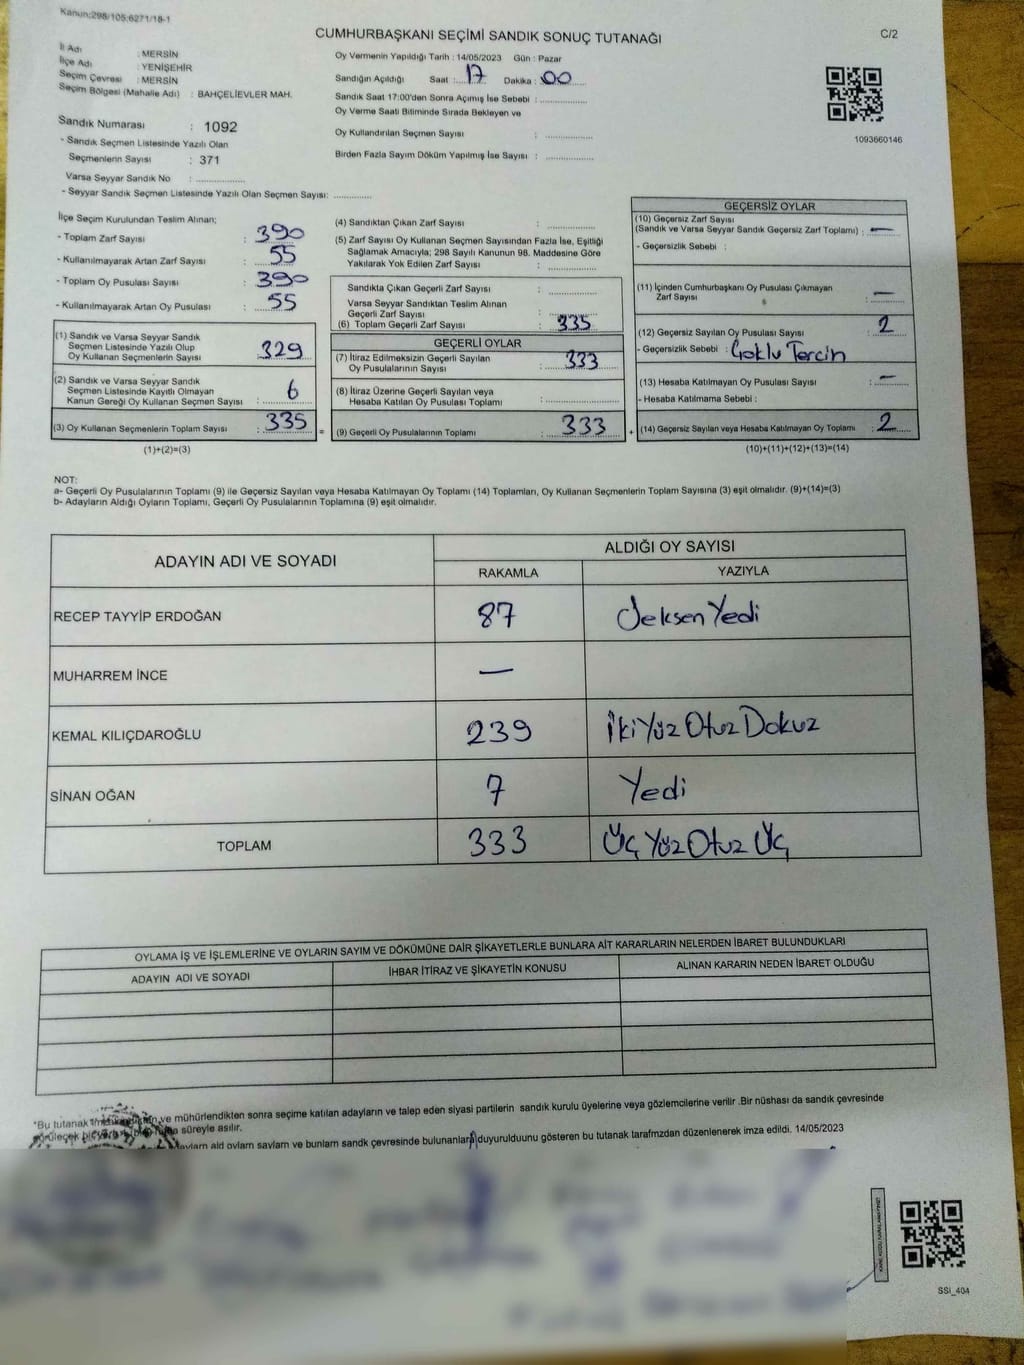 Kanun:298/105;6271/18-1
CUMHURBAŞKANI SEÇİMİ SANDIK SONUÇ TUTANAĞI
C/2
İl Adı : MERSİN
İlçe Adı : YENİŞEHİR
Seçim Çevresi : MERSİN
Seçim Bölgesi (Mahalle Adı) : BAHÇELİEVLER MAH.
Sandık Numarası : 1092
- Sandık Seçmen Listesinde Yazılı Olan
Seçmenlerin Sayısı : 371
Varsa Seyyar Sandık No :
- Seyyar Sandık Seçmen Listesinde Yazılı Olan Seçmen Sayısı:
Oy Vermenin Yapıldığı Tarih : 14/05/2023 Gün : Pazar
Sandığın Açıldığı Saat : 17 Dakika : 00
Sandık Saat 17:00'den Sonra Açımış İse Sebebi :
Oy Verme Saati Bitiminde Sırada Bekleyen ve
Oy Kullandırılan Seçmen Sayısı :
Birden Fazla Sayım Döküm Yapılmış İse Sayısı :
1093660146
İlçe Seçim Kurulundan Teslim Alınan;
- Toplam Zarf Sayısı : 390
- Kullanılmayarak Artan Zarf Sayısı : 55
- Toplam Oy Pusulası Sayısı : 390
- Kullanılmayarak Artan Oy Pusulası : 55
(1) Sandık ve Varsa Seyyar Sandık
Seçmen Listesinde Yazılı Olup
Oy Kullanan Seçmenlerin Sayısı : 329
(2) Sandık ve Varsa Seyyar Sandık
Seçmen Listesinde Kayıtlı Olmayan
Kanun Gereği Oy Kullanan Seçmen Sayısı : 6
(3) Oy Kullanan Seçmenlerin Toplam Sayısı : 335 =
(1)+(2)=(3)
(4) Sandıktan Çıkan Zarf Sayısı :
(5) Zarf Sayısı Oy Kullanan Seçmen Sayısından Fazla İse, Eşitliği
Sağlamak Amacıyla; 298 Sayılı Kanunun 98. Maddesine Göre
Yakılarak Yok Edilen Zarf Sayısı :
Sandıkta Çıkan Geçerli Zarf Sayısı :
Varsa Seyyar Sandıktan Teslim Alınan
Geçerli Zarf Sayısı :
(6) Toplam Geçerli Zarf Sayısı : 335
GEÇERLİ OYLAR
(7) İtiraz Edilmeksizin Geçerli Sayılan
Oy Pusulalarının Sayısı : 333
(8) İtiraz Üzerine Geçerli Sayılan veya
Hesaba Katılan Oy Pusulası Toplamı :
(9) Geçerli Oy Pusulalarının Toplamı : 333 +
GEÇERSİZ OYLAR
(10) Geçersiz Zarf Sayısı
(Sandık ve Varsa Seyyar Sandık Geçersiz Zarf Toplamı) : —
- Geçersizlik Sebebi :
(11) İçinden Cumhurbaşkanı Oy Pusulası Çıkmayan
Zarf Sayısı : —
(12) Geçersiz Sayılan Oy Pusulası Sayısı : 2
- Geçersizlik Sebebi : Çoklu Tercin
(13) Hesaba Katılmayan Oy Pusulası Sayısı : —
- Hesaba Katılmama Sebebi :
(14) Geçersiz Sayılan veya Hesaba Katılmayan Oy Toplamı : 2
(10)+(11)+(12)+(13)=(14)
NOT:
a- Geçerli Oy Pusulalarının Toplamı (9) ile Geçersiz Sayılan veya Hesaba Katılmayan Oy Toplamı (14) Toplamları, Oy Kullanan Seçmenlerin Toplam Sayısına (3) eşit olmalıdır. (9)+(14)=(3)
b- Adayların Aldığı Oyların Toplamı, Geçerli Oy Pusulalarının Toplamına (9) eşit olmalıdır.
ADAYIN ADI VE SOYADI
ALDIĞI OY SAYISI
RAKAMLA YAZIYLA
RECEP TAYYİP ERDOĞAN 87 SeksenYedi
MUHARREM İNCE —
KEMAL KILIÇDAROĞLU 239 İkiYüz Otuz Dokuz
SİNAN OĞAN 7 Yedi
TOPLAM 333 Üç Yüz Otuz Üç
OYLAMA İŞ VE İŞLEMLERİNE VE OYLARIN SAYIM VE DÖKÜMÜNE DAİR ŞİKAYETLERLE BUNLARA AİT KARARLARIN NELERDEN İBARET BULUNDUKLARI
ADAYIN ADI VE SOYADI
İHBAR İTİRAZ VE ŞİKAYETİN KONUSU
ALINAN KARARIN NEDEN İBARET OLDUĞU
"Bu tutanak ve mühürlendikten sonra seçime katılan adayların ve talep eden siyasi partilerin sandık kurulu üyelerine veya gözlemcilerine verilir .Bir nüshası da sandık çevresinde
süreyle asılır.
ald oyların sayları ve bunların sandk çevresinde bulunanlara duyurulduunu gösteren bu tutanak tarafmzdan düzenlenerek imza edildi. 14/05/2023
SSI_404